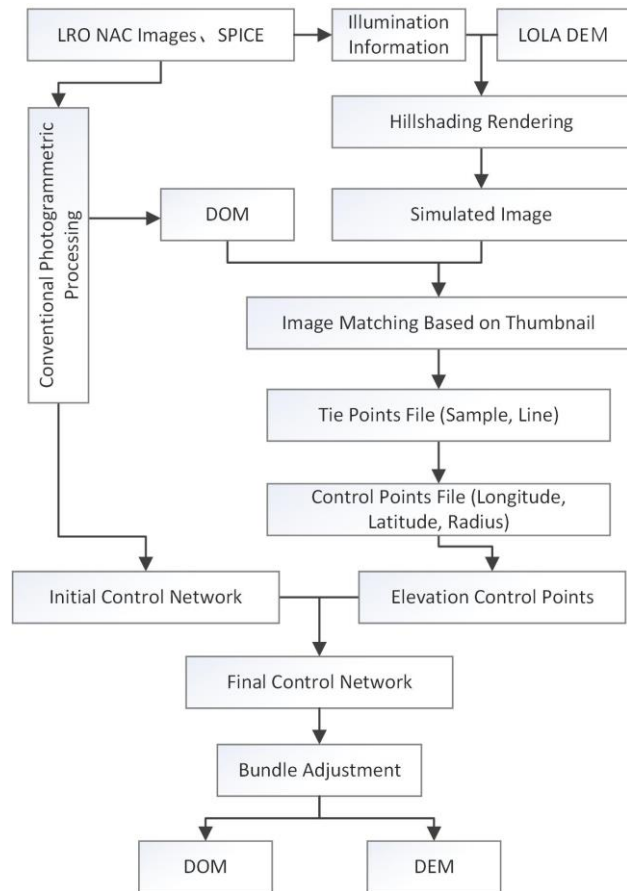 LRO NAC Images、SPICE
Illumination
Information
LOLA DEM
Hillshading Rendering
Conventional Photogrammetric
Processing
DOM
Simulated Image
Image Matching Based on Thumbnail
Tie Points File (Sample, Line)
Control Points File (Longitude,
Latitude, Radius)
Initial Control Network
Elevation Control Points
Final Control Network
Bundle Adjustment
DOM
DEM